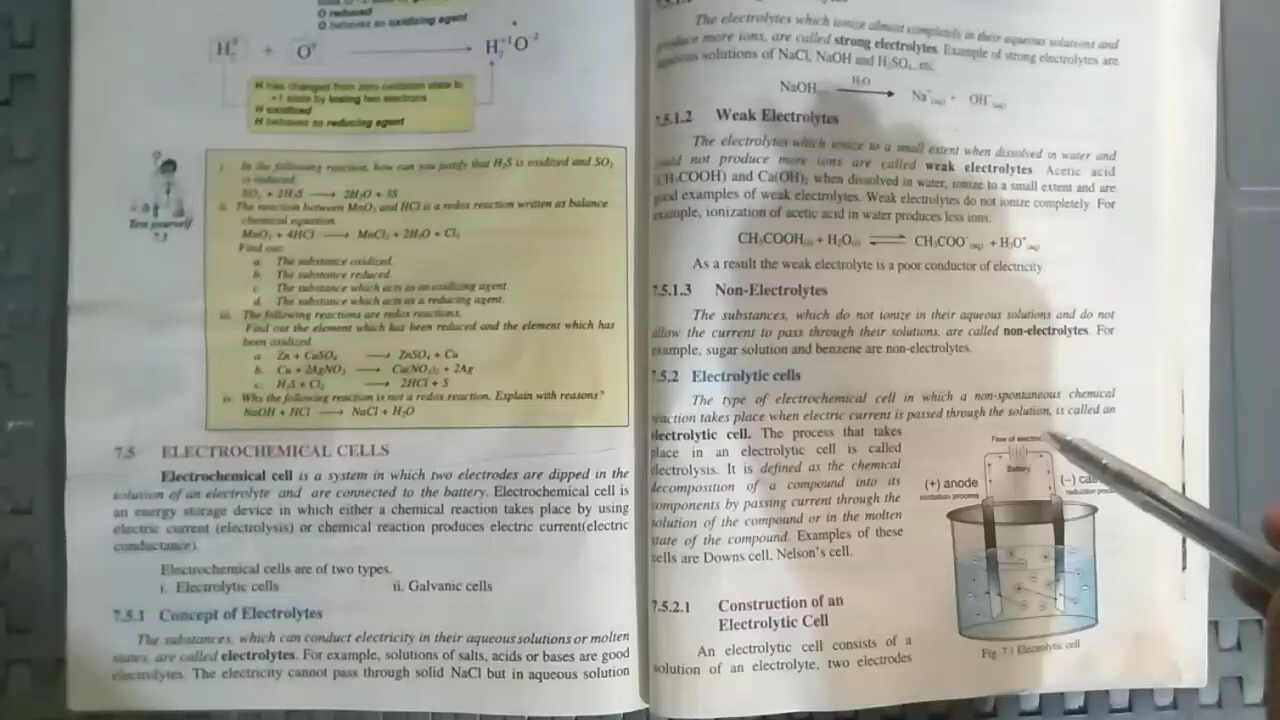 O reduced
O behaves as oxidizing agent
H₂⁰ + O⁰ ⟶ H₂⁺¹O⁻²
H has changed from zero oxidation state to
+1 state by losing two electrons
H oxidized
H behaves as reducing agent
Test yourself
7.3
i. In the following reaction, how can you justify that H₂S is oxidized and SO₂
is reduced.
SO₂ + 2H₂S ⟶ 2H₂O + 3S
ii. The reaction between MnO₂ and HCl is a redox reaction written as balance
chemical equation.
MnO₂ + 4HCl ⟶ MnCl₂ + 2H₂O + Cl₂
Find out:
a. The substance oxidized.
b. The substance reduced.
c. The substance which acts as an oxidizing agent
d. The substance which acts as a reducing agent.
iii. The following reactions are redox reactions.
Find out the element which has been reduced and the element which has
been oxidized.
a. Zn + CuSO₄ ⟶ ZnSO₄ + Cu
b. Cu + 2AgNO₃ ⟶ Cu(NO₃)₂ + 2Ag
c. H₂S + Cl₂ ⟶ 2HCl + S
iv. Why the following reaction is not a redox reaction. Explain with reasons?
NaOH + HCl ⟶ NaCl + H₂O
7.5 ELECTROCHEMICAL CELLS
Electrochemical cell is a system in which two electrodes are dipped in the
solution of an electrolyte and are connected to the battery. Electrochemical cell is
an energy storage device in which either a chemical reaction takes place by using
electric current (electrolysis) or chemical reaction produces electric current(electric
conductance).
Electrochemical cells are of two types.
i. Electrolytic cells ii. Galvanic cells
7.5.1 Concept of Electrolytes
The substances, which can conduct electricity in their aqueous solutions or molten
states, are called electrolytes. For example, solutions of salts, acids or bases are good
electrolytes. The electricity cannot pass through solid NaCl but in aqueous solution
The electrolytes which ionize almost completely in their aqueous solutions and
produce more ions, are called strong electrolytes. Example of strong electrolytes are
aqueous solutions of NaCl, NaOH and H₂SO₄, etc.
NaOH ⟶ H₂O Na⁺(aq) + OH⁻(aq)
7.5.1.2 Weak Electrolytes
The electrolytes which ionize to a small extent when dissolved in water and
could not produce more ions are called weak electrolytes. Acetic acid
(CH₃COOH) and Ca(OH)₂ when dissolved in water, ionize to a small extent and are
good examples of weak electrolytes. Weak electrolytes do not ionize completely. For
example, ionization of acetic acid in water produces less ions.
CH₃COOH(l) + H₂O(l) ⇌ CH₃COO⁻(aq) + H₃O⁺(aq)
As a result the weak electrolyte is a poor conductor of electricity
7.5.1.3 Non-Electrolytes
The substances, which do not ionize in their aqueous solutions and do not
allow the current to pass through their solutions, are called non-electrolytes. For
example, sugar solution and benzene are non-electrolytes.
7.5.2 Electrolytic cells
The type of electrochemical cell in which a non-spontaneous chemical
reaction takes place when electric current is passed through the solution, is called an
electrolytic cell. The process that takes
place in an electrolytic cell is called
electrolysis. It is defined as the chemical
decomposition of a compound into its
components by passing current through the
solution of the compound or in the molten
state of the compound. Examples of these
cells are Downs cell, Nelson's cell.
Flow of
Battery
(+) anode
oxidation process
(−)
reduction
Fig. 7.1 Electrolytic cell
7.5.2.1 Construction of an
Electrolytic Cell
An electrolytic cell consists of a
solution of an electrolyte, two electrodes